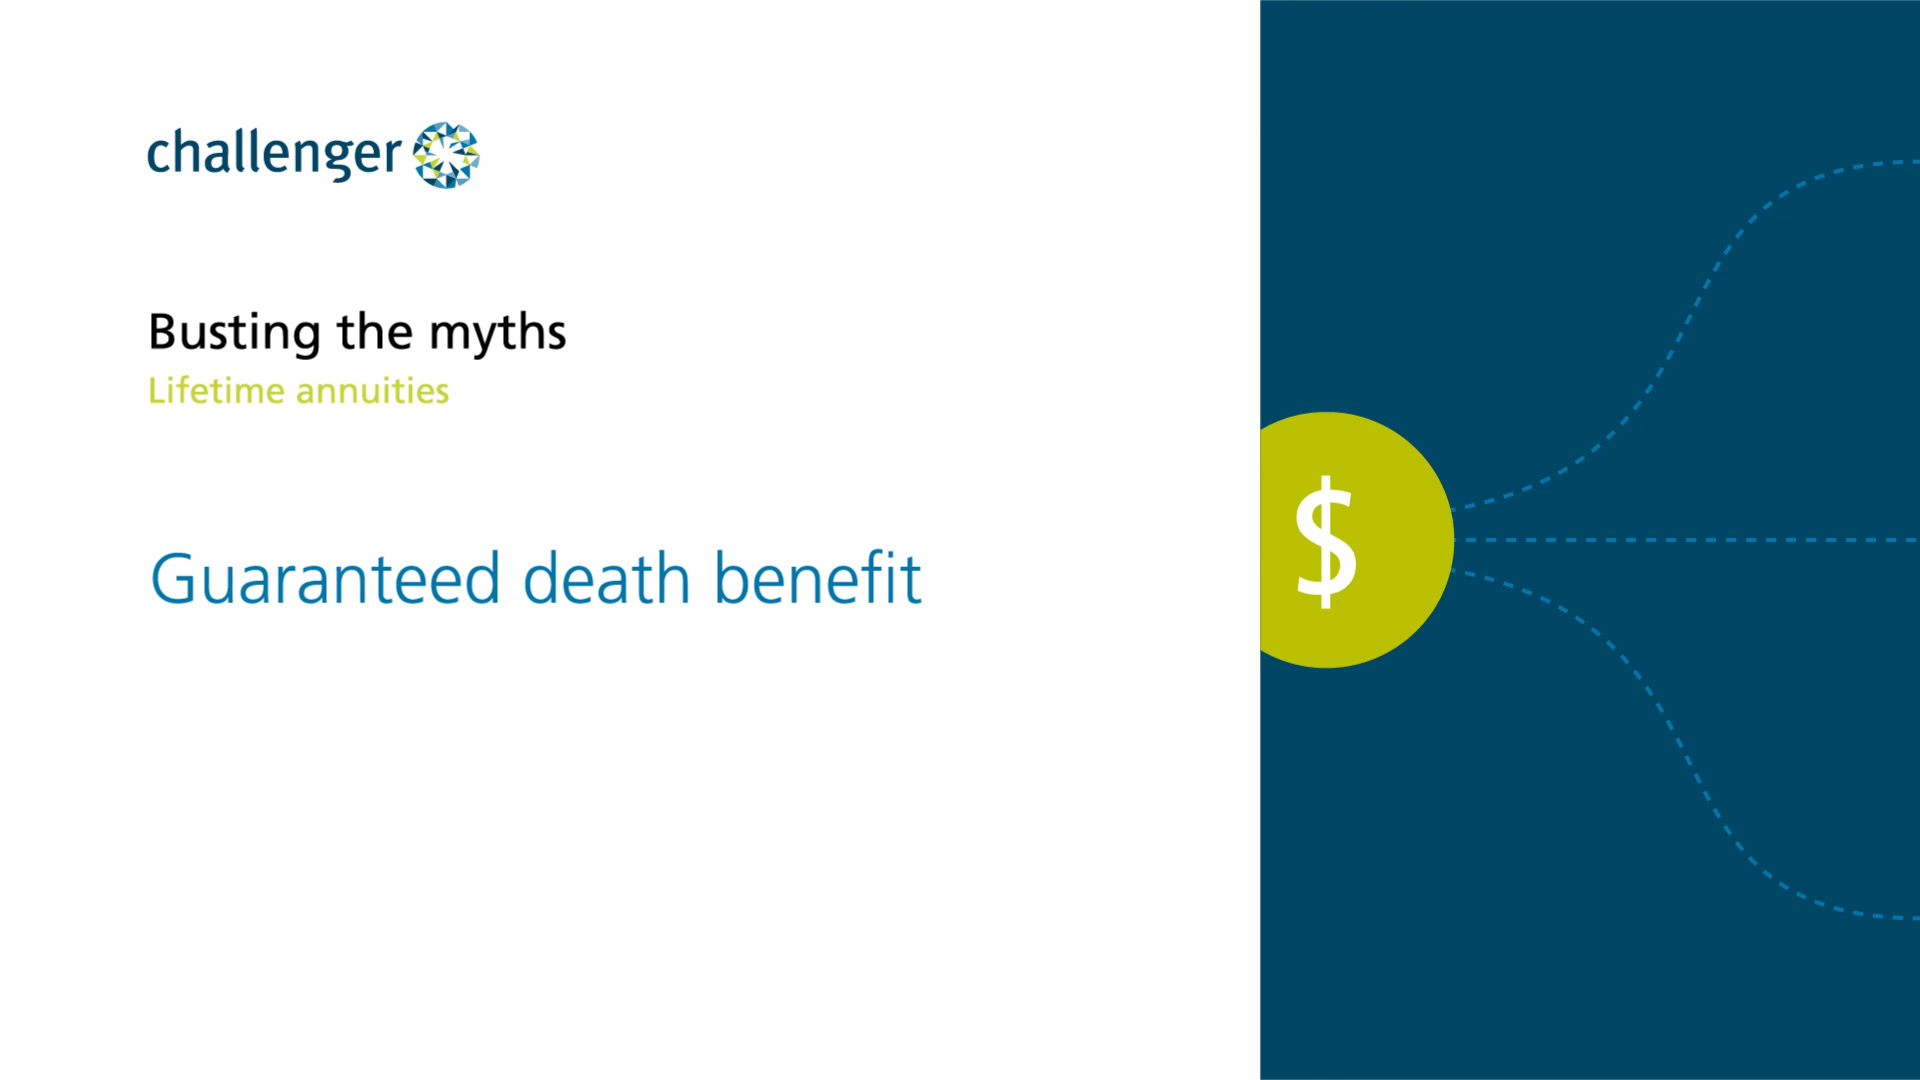 challenger
Busting the myths
Lifetime annuities
Guaranteed death benefit
$